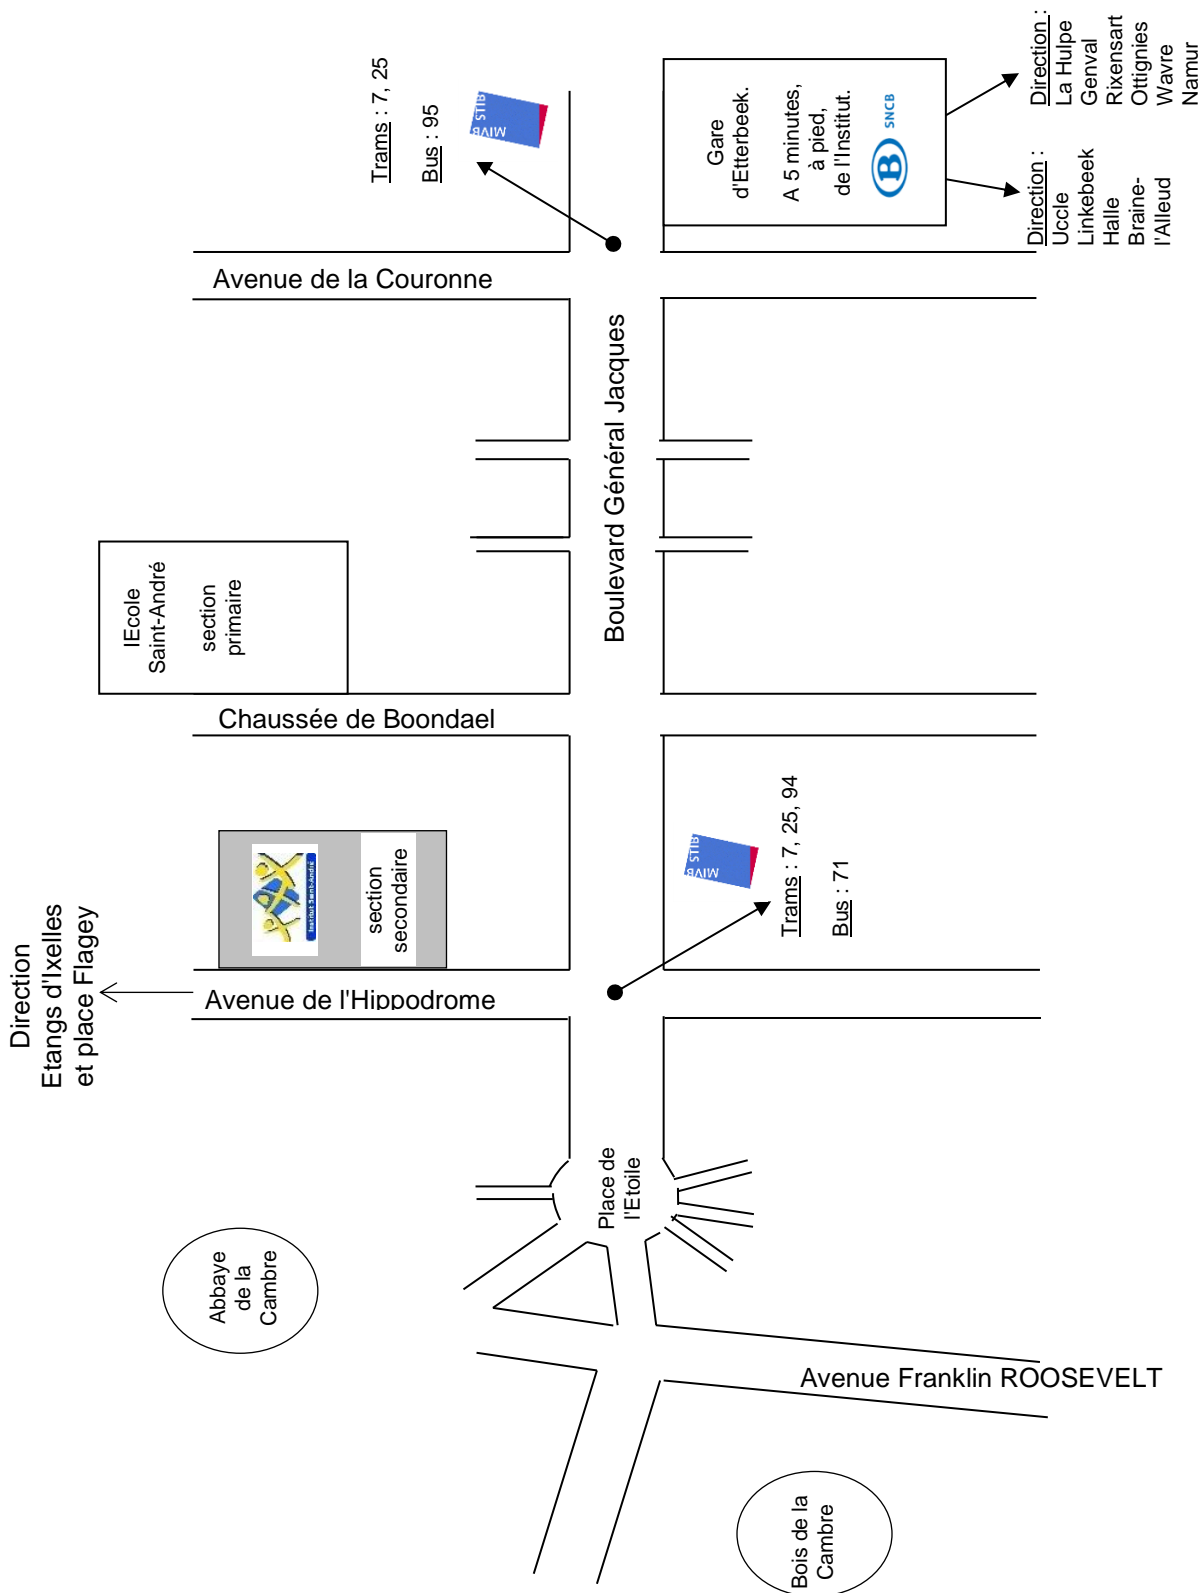 Direction
Etangs d'Ixelles
et place Flagey
Trams : 7, 25
Bus : 95
MIVB
STIB
Gare
d'Etterbeek.
A 5 minutes,
à pied,
de l'Institut.
B
SNCB
Direction :
La Hulpe
Genval
Rixensart
Ottignies
Wavre
Namur
Direction :
Uccle
Linkebeek
Halle
Braine-
l'Alleud
Avenue de la Couronne
Boulevard Général Jacques
lEcole
Saint-André
section
primaire
Chaussée de Boondael
Institut Saint-André
section
secondaire
MIVB
STIB
Trams : 7, 25, 94
Bus : 71
Avenue de l'Hippodrome
Place de
l'Etoile
Abbaye
de la
Cambre
Avenue Franklin ROOSEVELT
Bois de la
Cambre